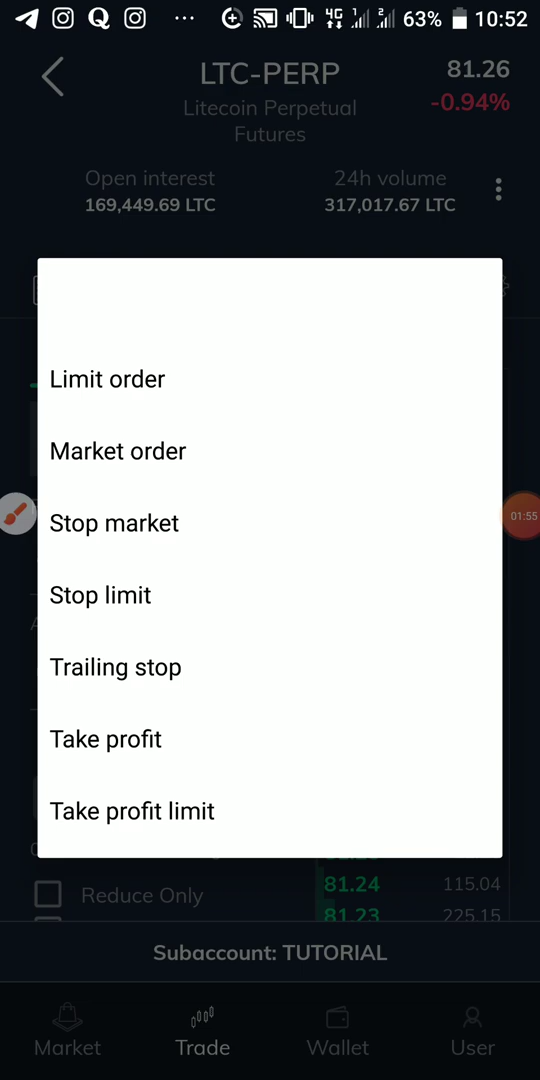 4G 1 2 63% 10:52
LTC-PERP 81.26
Litecoin Perpetual -0.94%
Futures
Open interest 24h volume
169,449.69 LTC 317,017.67 LTC
Limit order
Market order
Stop market
01:55
Stop limit
Trailing stop
Take profit
Take profit limit
Reduce Only 81.24 115.04
81.23 225.15
Subaccount: TUTORIAL
Market Trade Wallet User